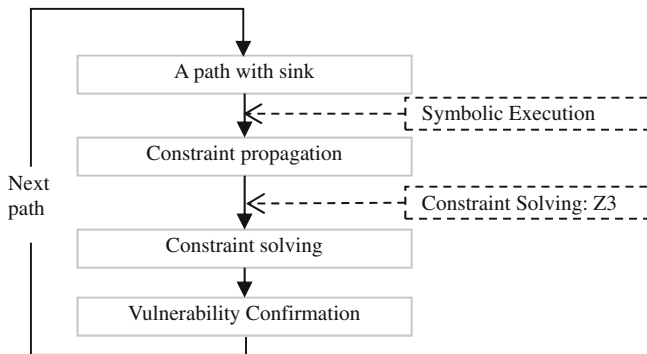 A path with sink
Symbolic Execution
Constraint propagation
Next
path
Constraint Solving: Z3
Constraint solving
Vulnerability Confirmation